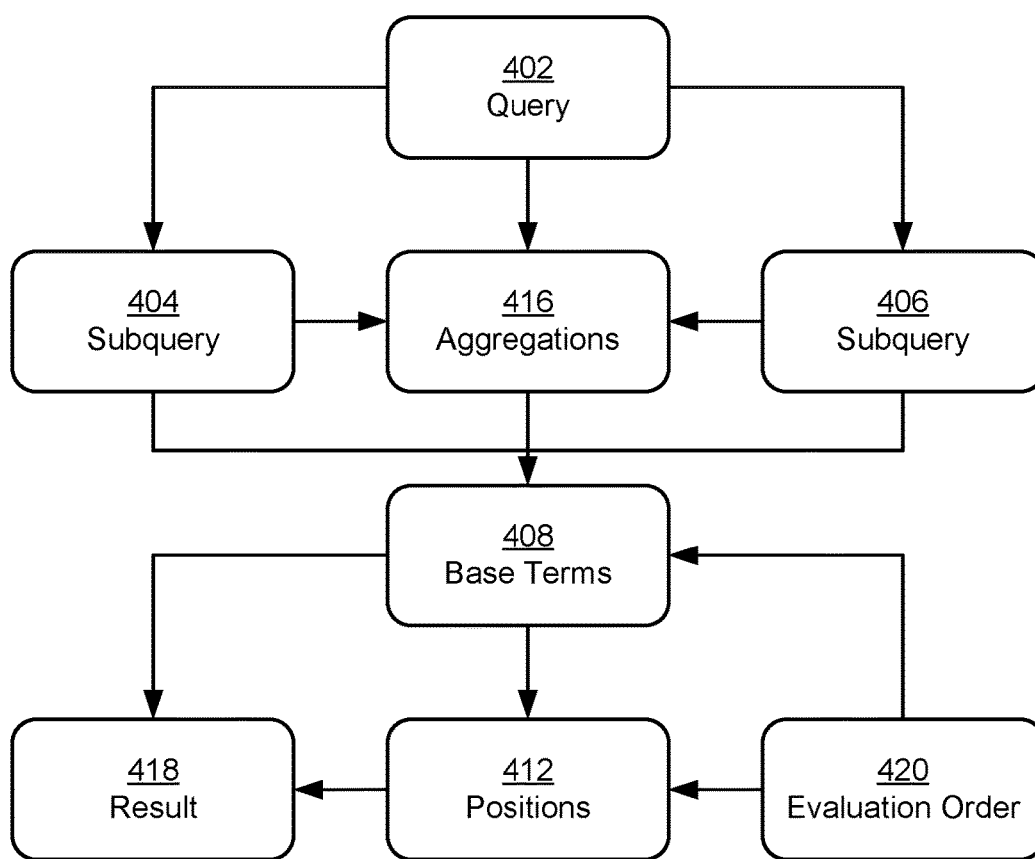 402
Query
404
Subquery
416
Aggregations
406
Subquery
408
Base Terms
418
Result
412
Positions
420
Evaluation Order